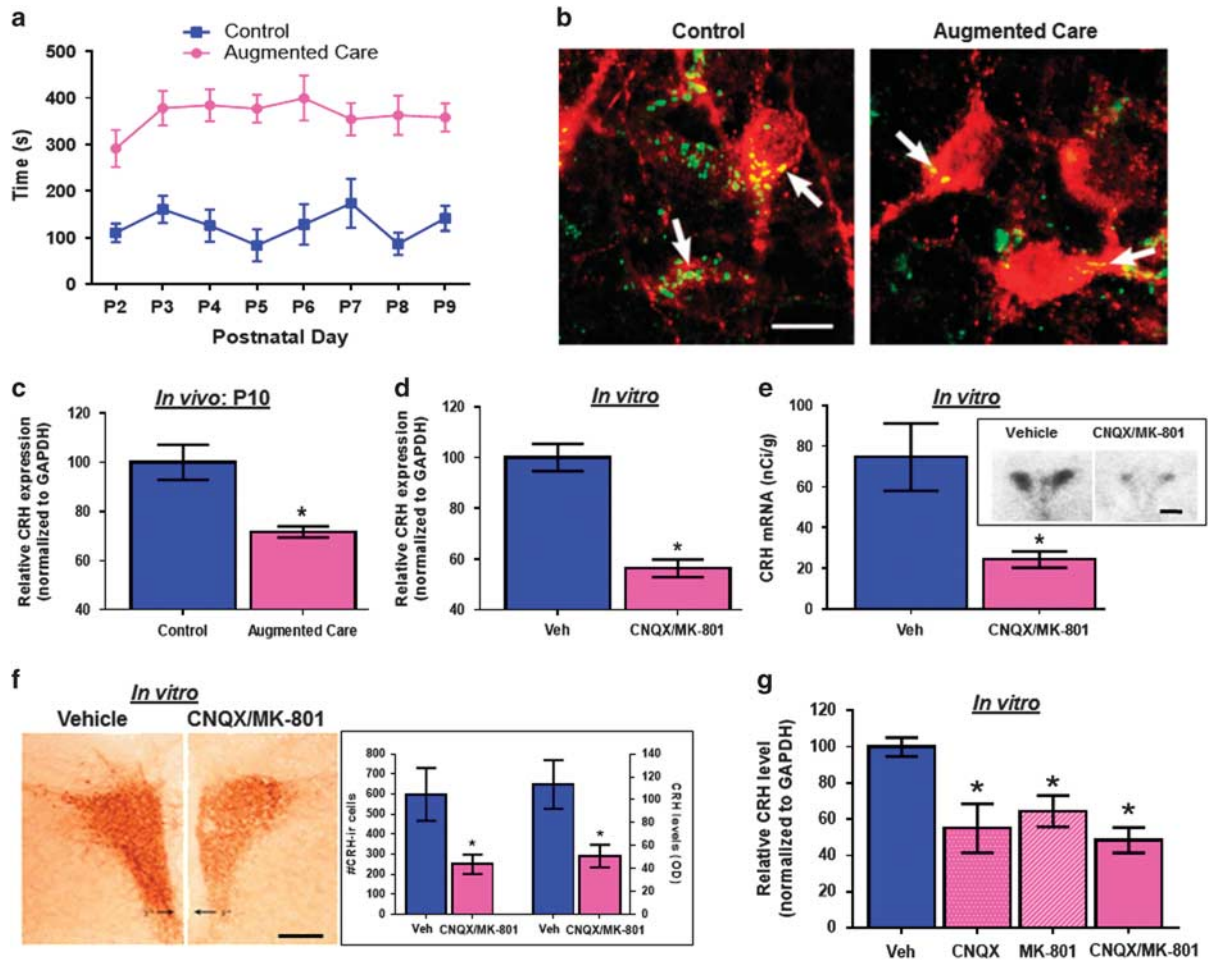 a
Control
Augmented Care
500
400
300
200
100
0
Time (s)
P2 P3 P4 P5 P6 P7 P8 P9
Postnatal Day
b
Control
Augmented Care
c
In vivo: P10
Relative CRH expression
(normalized to GAPDH)
120
100
80
60
40
Control
Augmented Care
d
In vitro
Relative CRH expression
(normalized to GAPDH)
120
100
80
60
40
*
*
Veh
CNQX/MK-801
e
In vitro
CRH mRNA (nCi/g)
100
80
60
40
20
0
Vehicle
CNQX/MK-801
*
Veh
CNQX/MK-801
f
In vitro
Vehicle
CNQX/MK-801
#CRH-ir cells
800
700
600
500
400
300
200
100
0
*
*
Veh CNQX/MK-801
Veh CNQX/MK-801
140
120
100
80
60
40
20
0
CRH levels (OD)
g
In vitro
Relative CRH level
(normalized to GAPDH)
120
100
80
60
40
20
0
* * *
Veh
CNQX
MK-801
CNQX/MK-801